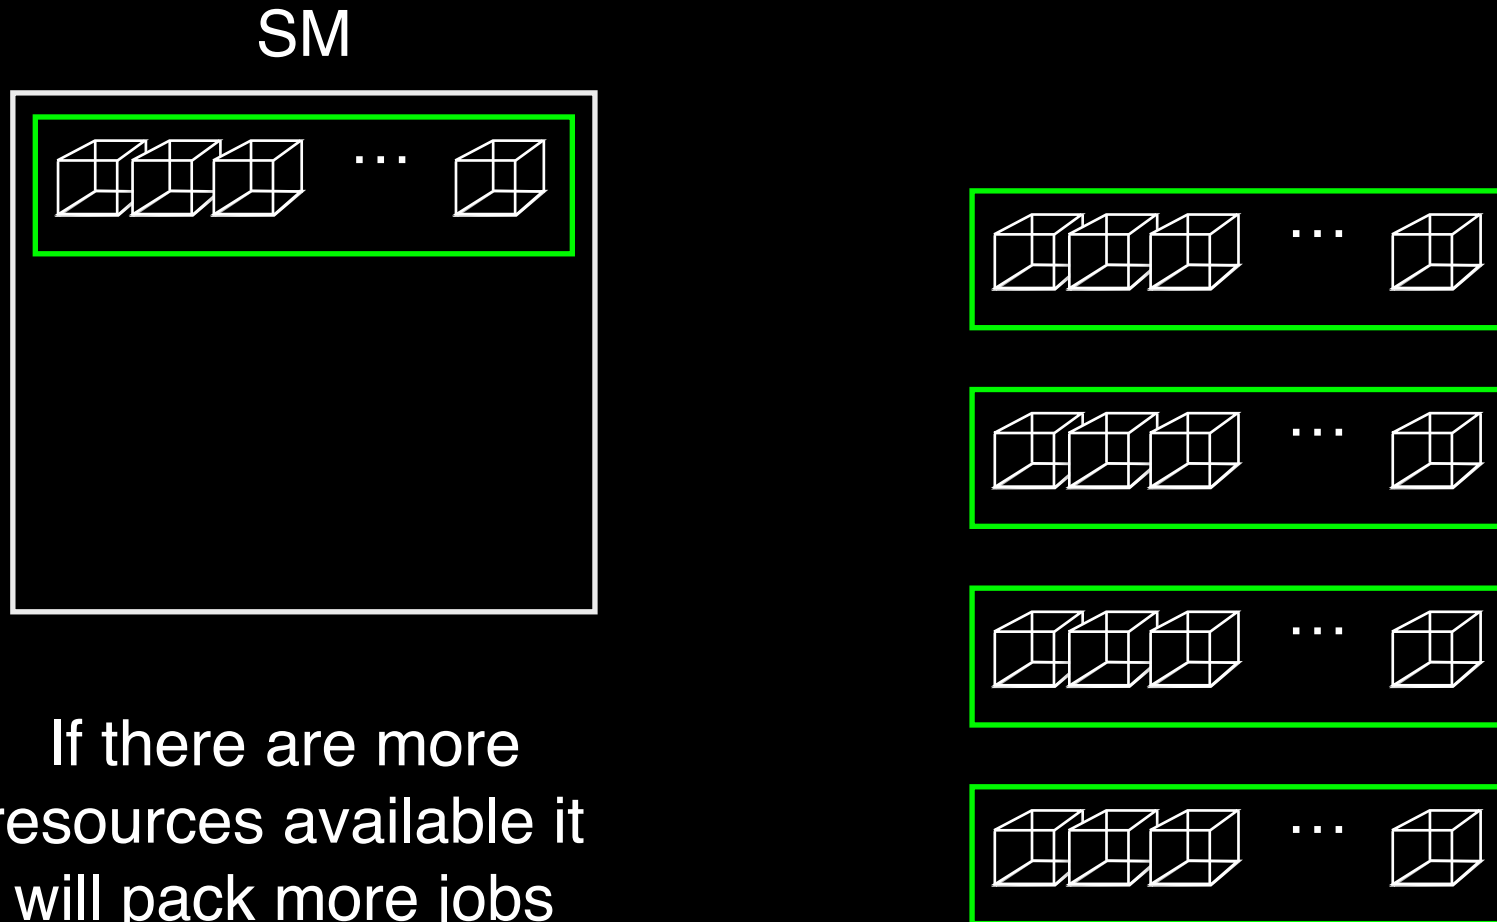 SM
...
...
...
...
...
If there are more
resources available it
will pack more jobs